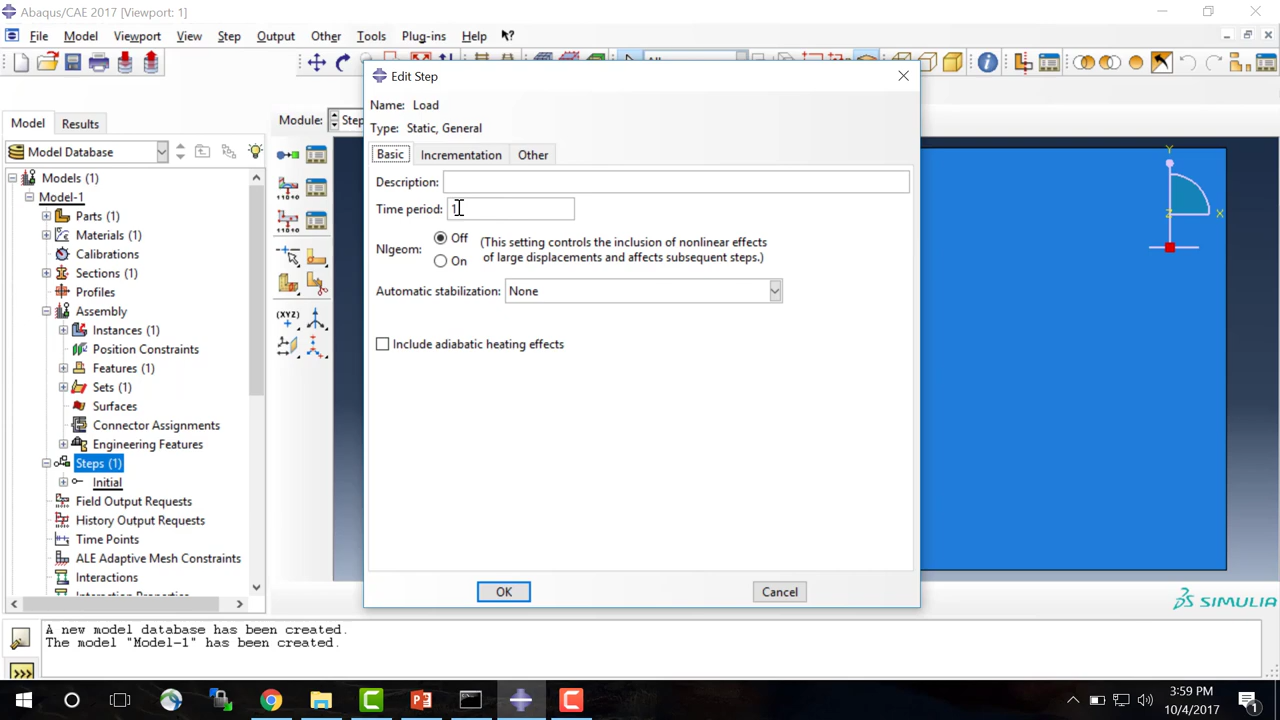 Abaqus/CAE 2017 [Viewport: 1]
File Model Viewport View Step Output Other Tools Plug-ins Help
All
Model Results
Module: Step
Model Database
Models (1)
Model-1
Parts (1)
Materials (1)
Calibrations
Sections (1)
Profiles
Assembly
Instances (1)
Position Constraints
Features (1)
Sets (1)
Surfaces
Connector Assignments
Engineering Features
Steps (1)
Initial
Field Output Requests
History Output Requests
Time Points
ALE Adaptive Mesh Constraints
Interactions
Edit Step
Name: Load
Type: Static, General
Basic Incrementation Other
Description:
Time period: 1
Nlgeom: Off
On
(This setting controls the inclusion of nonlinear effects
of large displacements and affects subsequent steps.)
Automatic stabilization: None
Include adiabatic heating effects
OK Cancel
(XYZ)
Y
Z X
SIMULIA
A new model database has been created.
The model "Model-1" has been created.
>>>
3:59 PM
10/4/2017
1